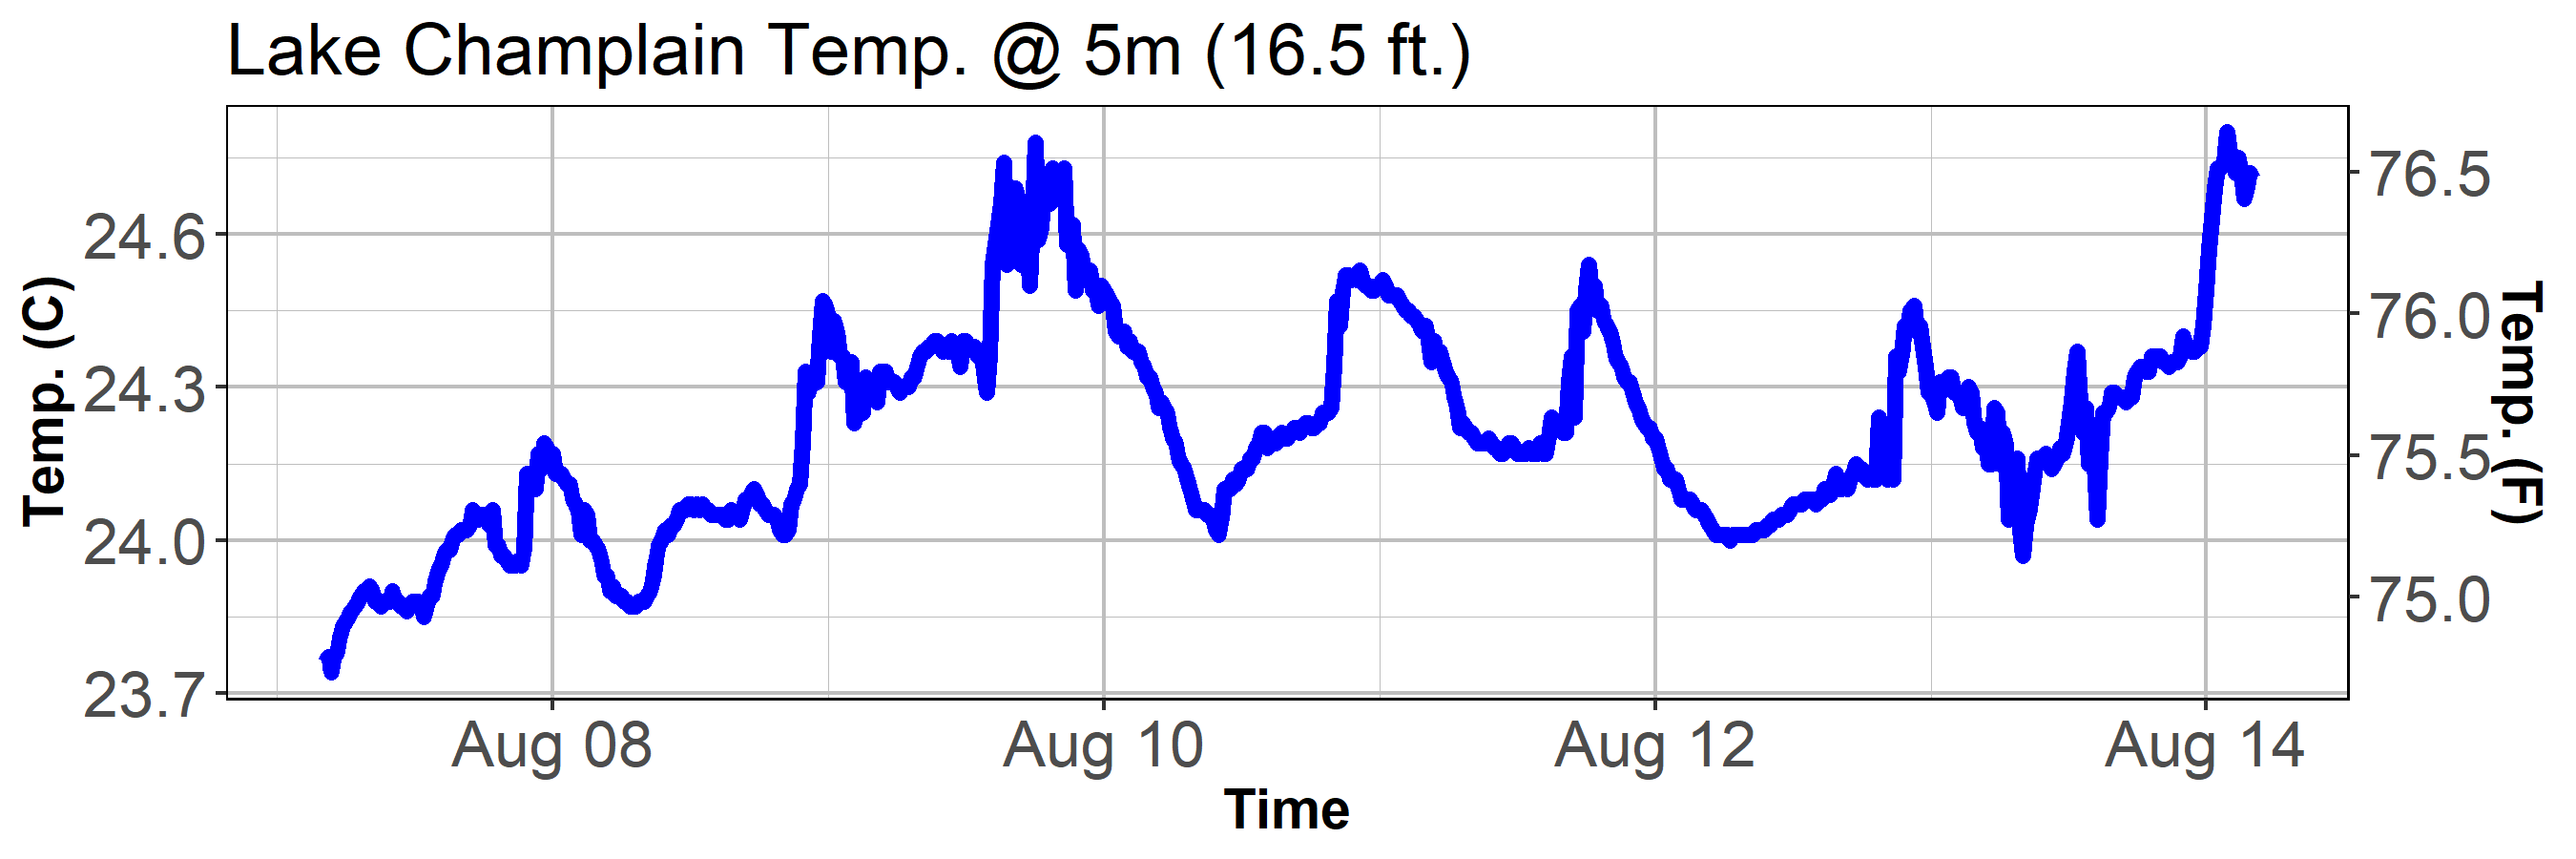 Lake Champlain Temp. @ 5m (16.5 ft.)
Temp. (C)
24.6
24.3
24.0
23.7
76.5
76.0
75.5
75.0
Temp. (F)
Aug 08 Aug 10 Aug 12 Aug 14
Time